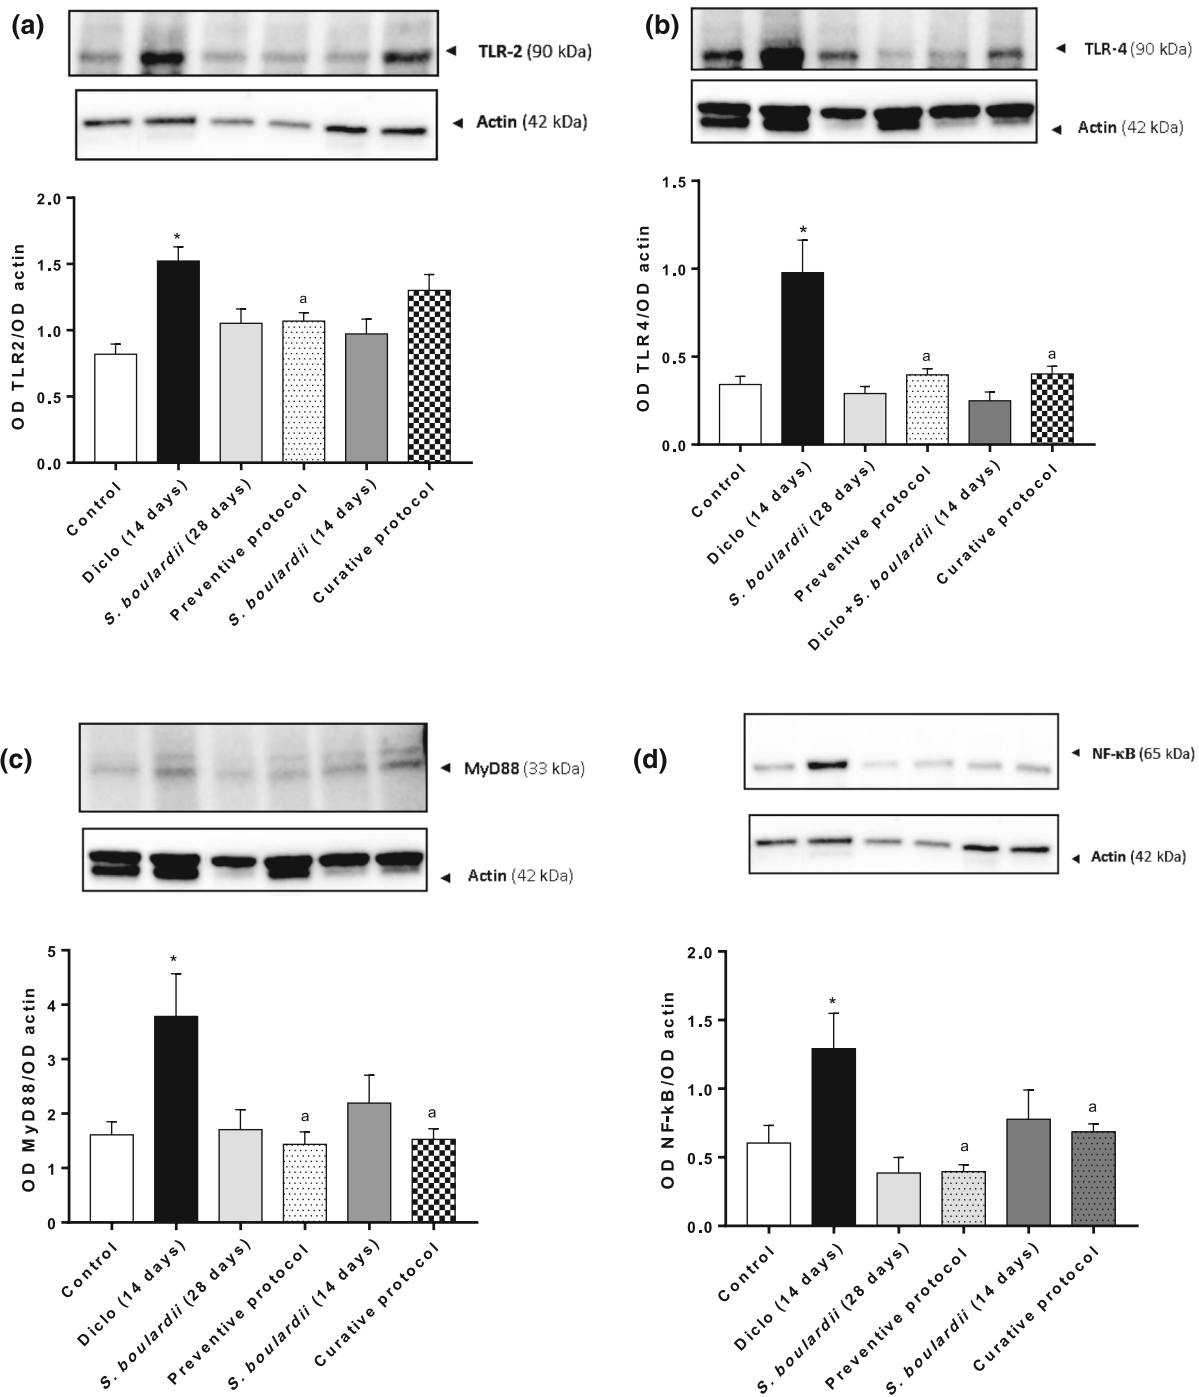 (a)
TLR-2 (90 kDa)
Actin (42 kDa)
OD TLR2/OD actin
2.0
1.5
1.0
0.5
0.0
*
a
Control
Diclo (14 days)
S. boulardii (28 days)
Preventive protocol
S. boulardii (14 days)
Curative protocol
(b)
TLR-4 (90 kDa)
Actin (42 kDa)
OD TLR4/OD actin
1.5
1.0
0.5
0.0
*
a
a
Control
Diclo (14 days)
S. boulardii (28 days)
Preventive protocol
Diclo+S. boulardii (14 days)
Curative protocol
(c)
MyD88 (33 kDa)
Actin (42 kDa)
OD MyD88/OD actin
5
4
3
2
1
0
*
a
a
Control
Diclo (14 days)
S. boulardii (28 days)
Preventive protocol
S. boulardii (14 days)
Curative protocol
(d)
NF-κB (65 kDa)
Actin (42 kDa)
OD NF-kB/OD actin
2.0
1.5
1.0
0.5
0.0
*
a
a
Control
Diclo (14 days)
S. boulardii (28 days)
Preventive protocol
S. boulardii (14 days)
Curative protocol